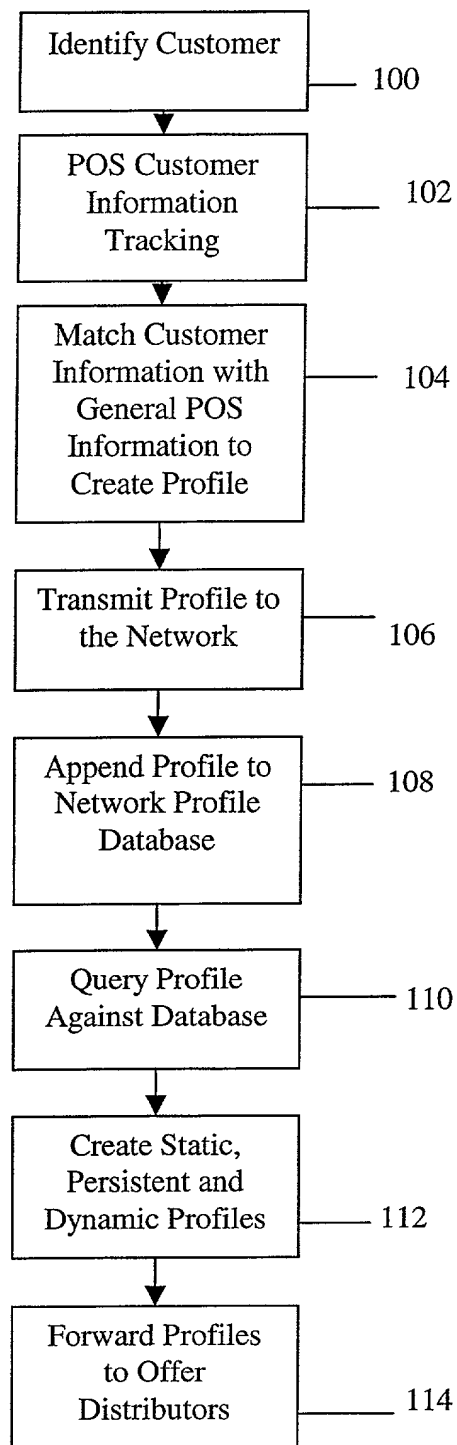 Identify Customer
100
POS Customer
Information
Tracking
102
Match Customer
Information with
General POS
Information to
Create Profile
104
Transmit Profile to
the Network
106
Append Profile to
Network Profile
Database
108
Query Profile
Against Database
110
Create Static,
Persistent and
Dynamic Profiles
112
Forward Profiles
to Offer
Distributors
114